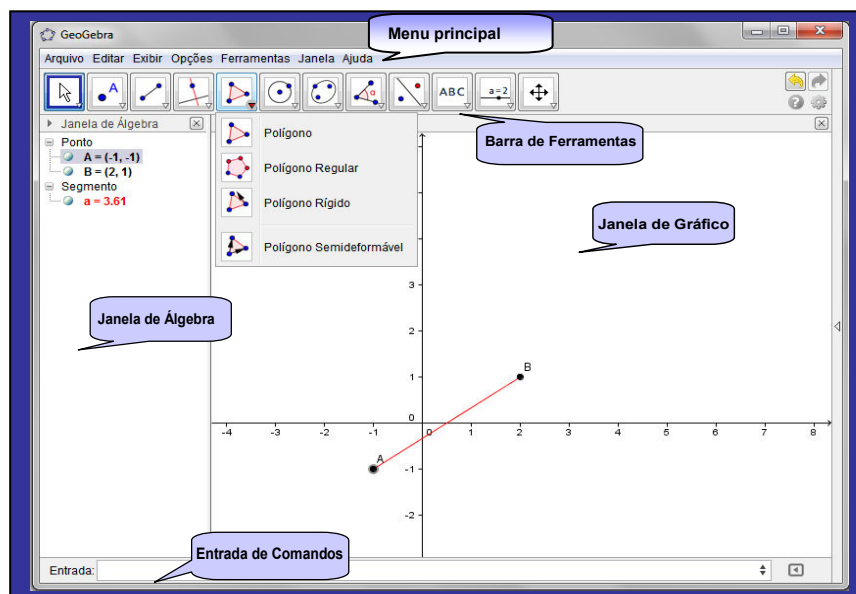 GeoGebra
Menu principal
Arquivo Editar Exibir Opções Ferramentas Janela Ajuda
A
α
ABC
a=2
Janela de Álgebra
Ponto
A = (-1, -1)
B = (2, 1)
Segmento
a = 3.61
Polígono
Polígono Regular
Polígono Rígido
Polígono Semideformável
Barra de Ferramentas
Janela de Gráfico
Janela de Álgebra
3
2
1
0
-1
-2
-4 -3 -2 -1 0 1 2 3 4 5 6 7 8
A
B
Entrada de Comandos
Entrada: